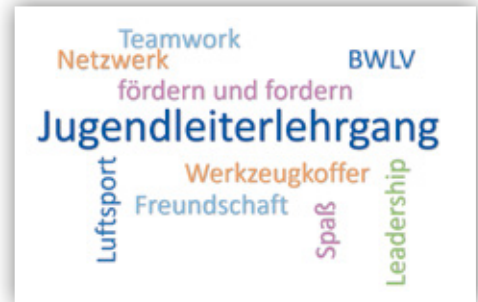 Teamwork
Netzwerk
BWLV
fördern und fordern
Jugendleiterlehrgang
Luftsport
Werkzeugkoffer
Freundschaft
Spaß
Leadership